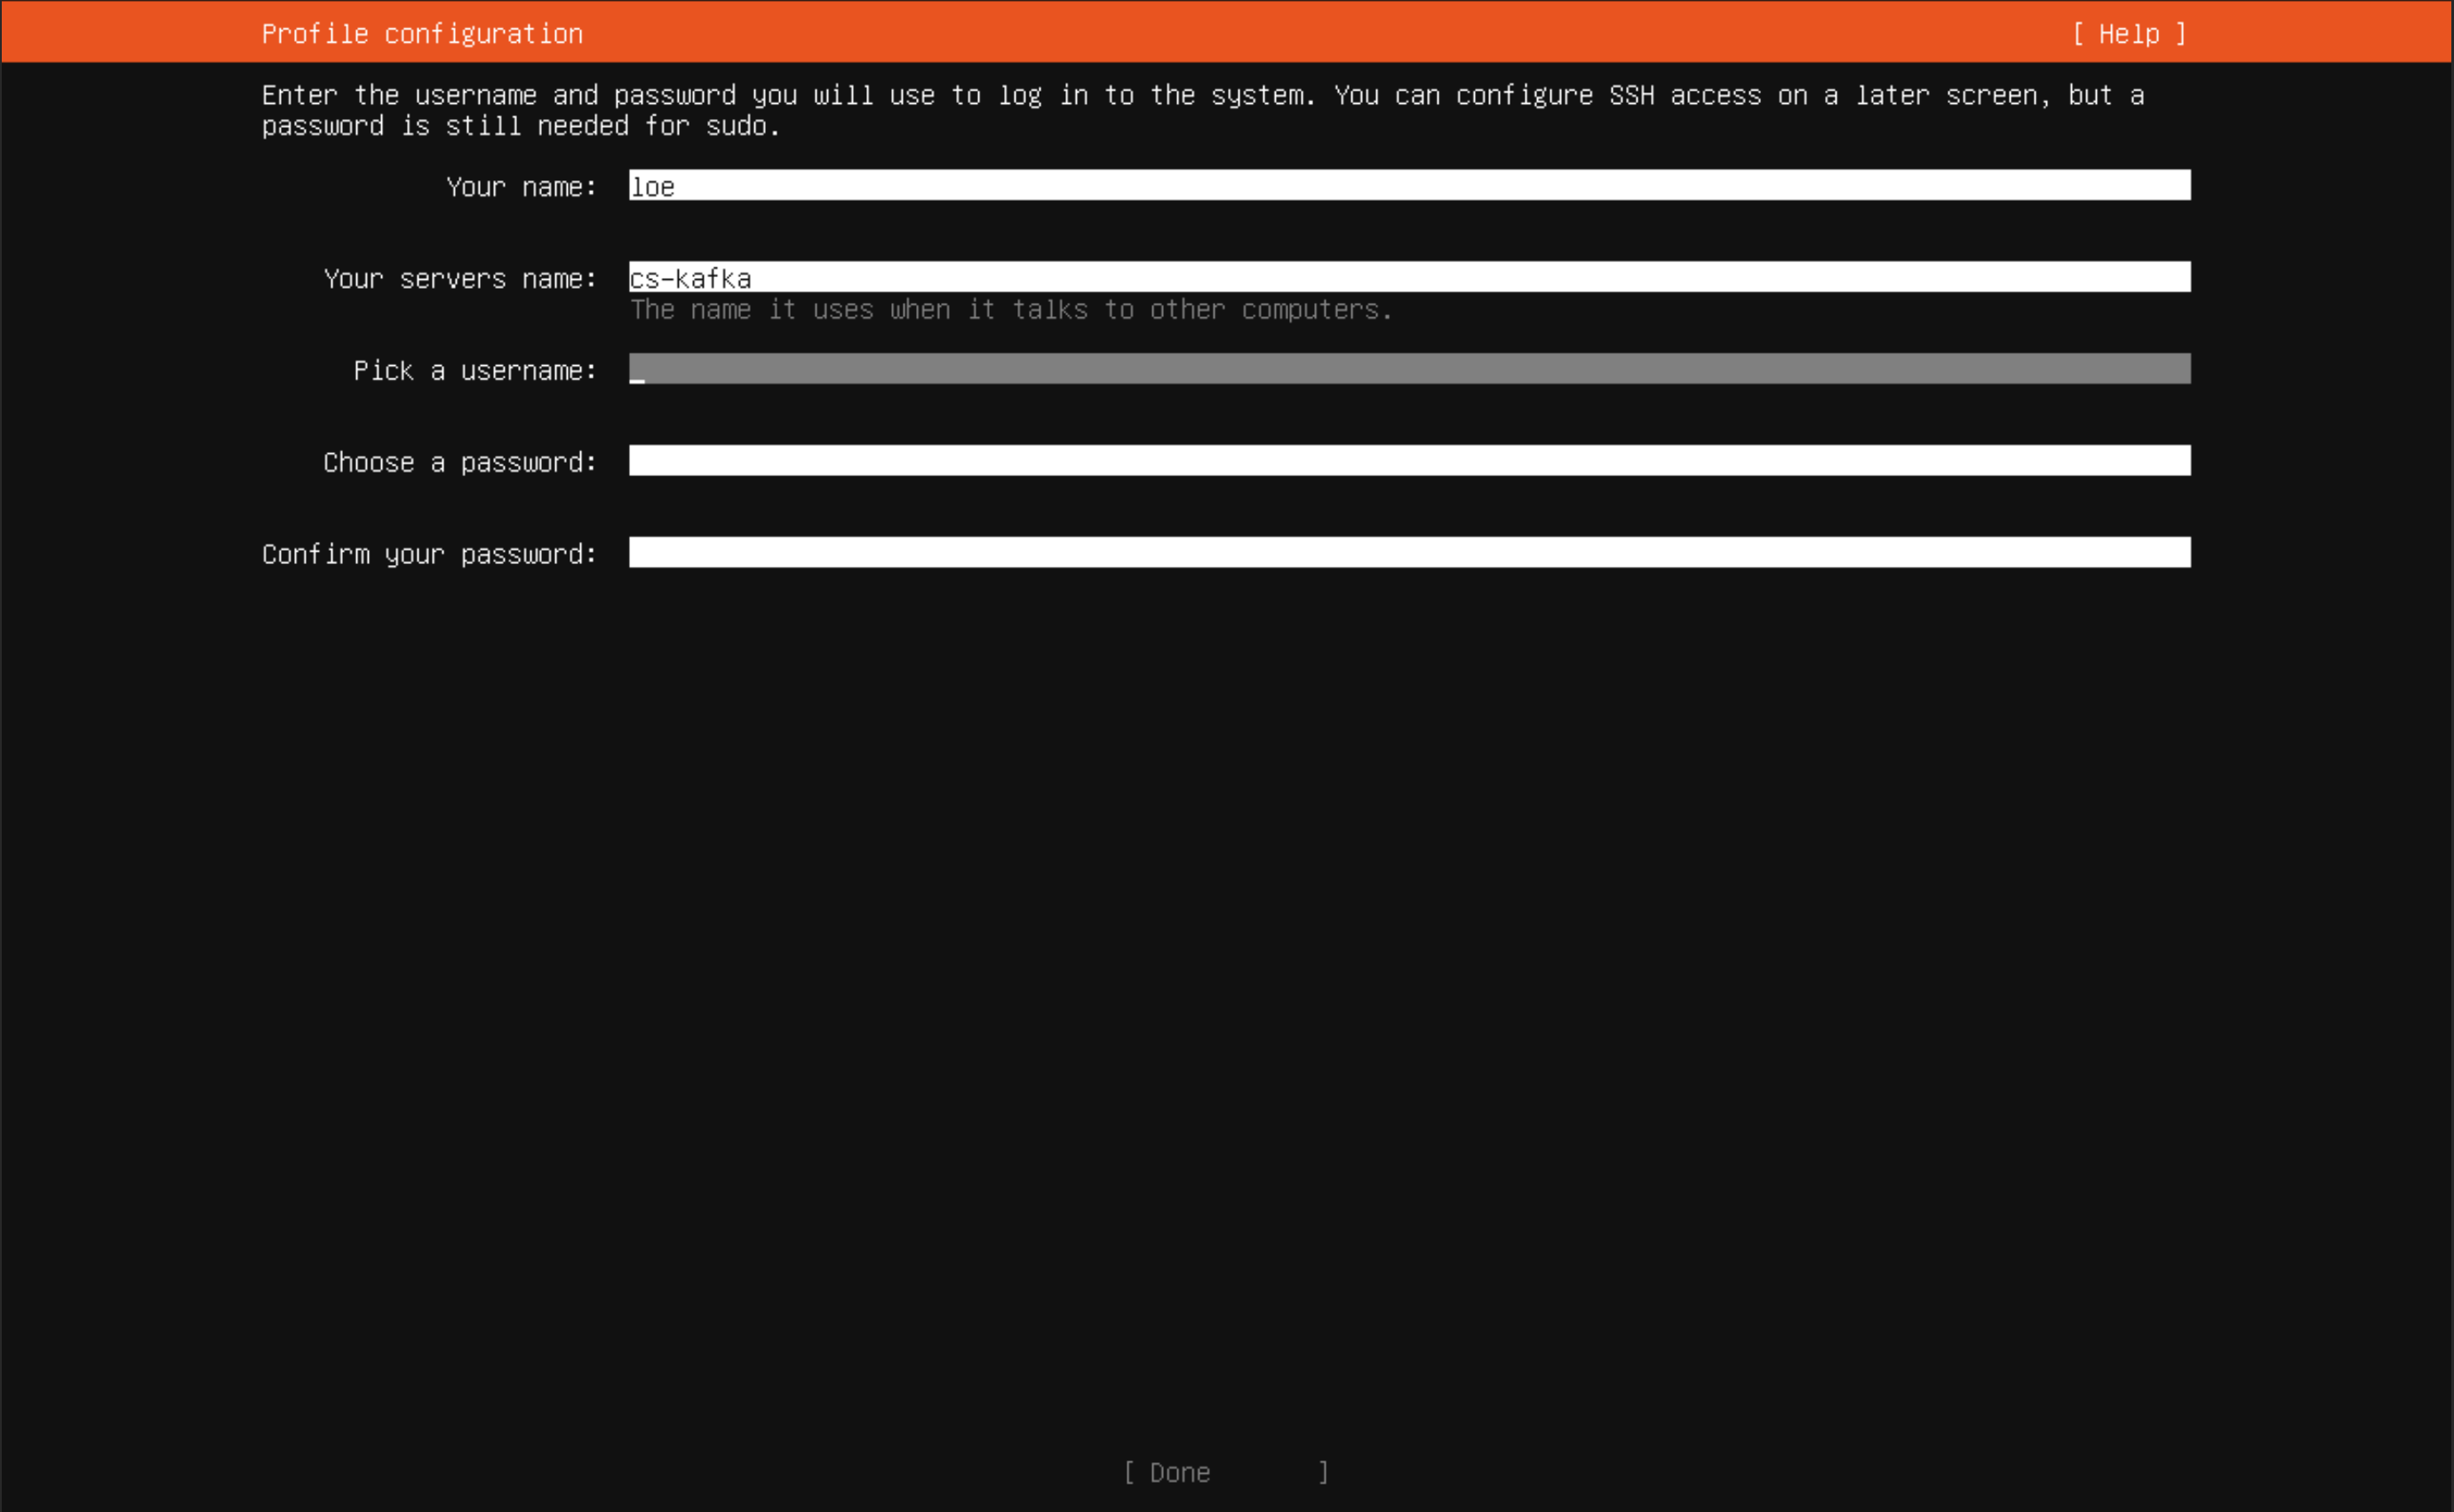 Profile configuration [ Help ]
Enter the username and password you will use to log in to the system. You can configure SSH access on a later screen, but a
password is still needed for sudo.
Your name: loe
Your servers name: cs-kafka
The name it uses when it talks to other computers.
Pick a username:
Choose a password:
Confirm your password:
[ Done ]